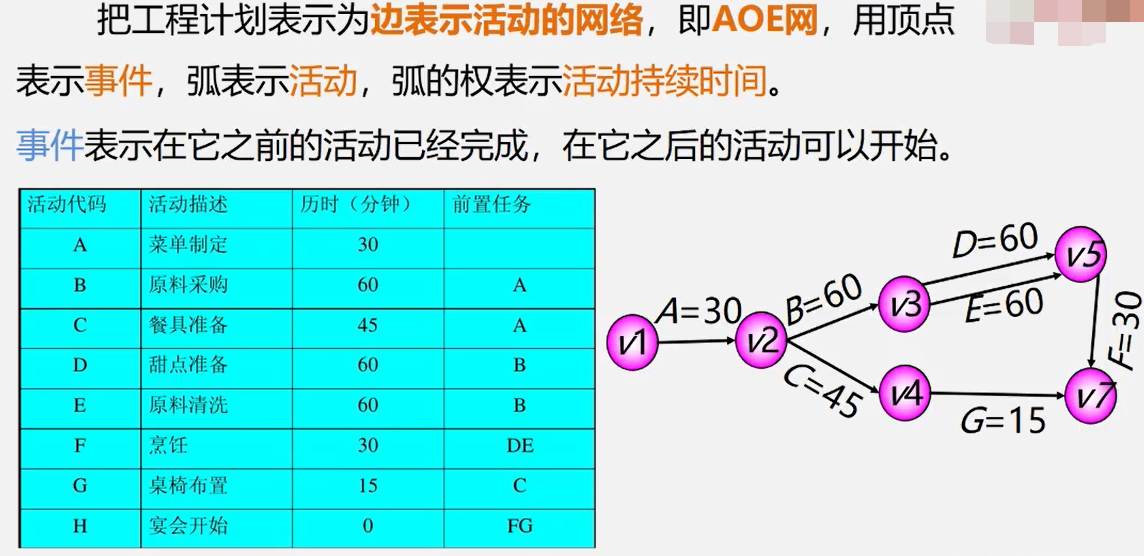 把工程计划表示为边表示活动的网络，即AOE网，用顶点
表示事件，弧表示活动，弧的权表示活动持续时间。
事件表示在它之前的活动已经完成，在它之后的活动可以开始。
活动代码 活动描述 历时（分钟） 前置任务
A 菜单制定 30
B 原料采购 60 A
C 餐具准备 45 A
D 甜点准备 60 B
E 原料清洗 60 B
F 烹饪 30 DE
G 桌椅布置 15 C
H 宴会开始 0 FG
v1
A=30
v2
B=60
v3
D=60
E=60
v5
F=30
C=45
v4
G=15
v7